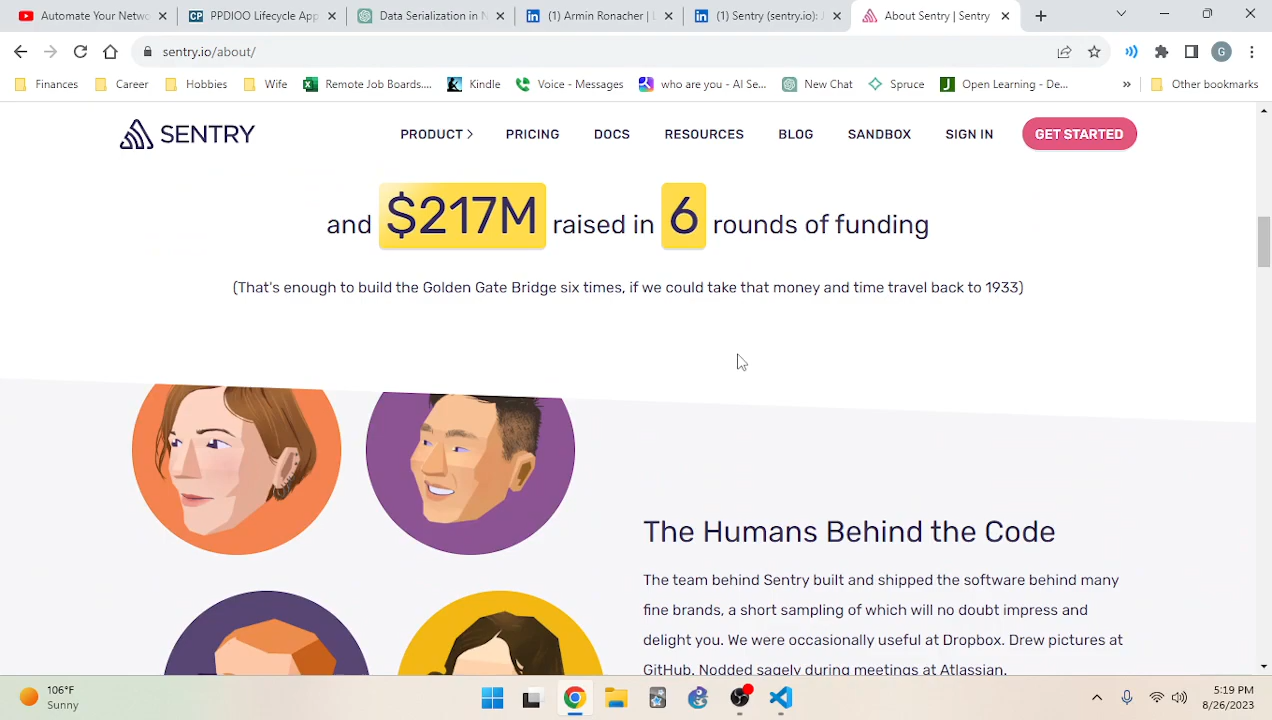 Automate Your Netwo
PPDIOO Lifecycle App
Data Serialization in N
(1) Armin Ronacher | L
(1) Sentry (sentry.io): J
About Sentry | Sentry
sentry.io/about/
G
Finances
Career
Hobbies
Wife
Remote Job Boards....
Kindle
Voice - Messages
who are you - AI Se...
New Chat
Spruce
Open Learning - De...
»
Other bookmarks
SENTRY
PRODUCT
PRICING
DOCS
RESOURCES
BLOG
SANDBOX
SIGN IN
GET STARTED
and $217M raised in 6 rounds of funding
(That's enough to build the Golden Gate Bridge six times, if we could take that money and time travel back to 1933)
The Humans Behind the Code
The team behind Sentry built and shipped the software behind many
fine brands, a short sampling of which will no doubt impress and
delight you. We were occasionally useful at Dropbox. Drew pictures at
GitHub. Nodded sagely during meetings at Atlassian.
106°F
Sunny
5:19 PM
8/26/2023